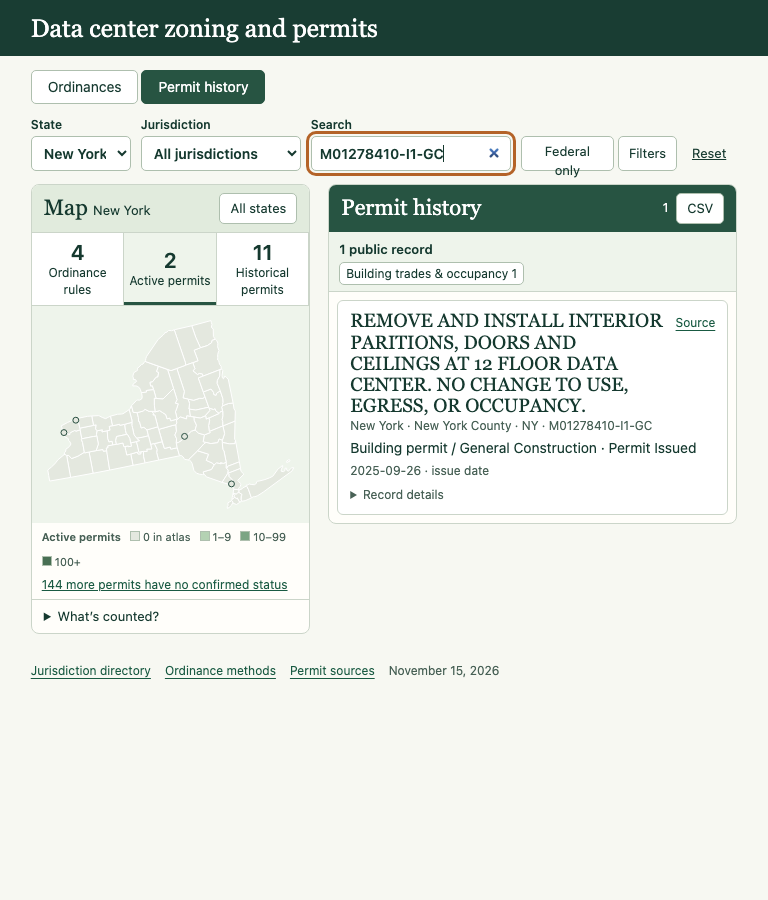 Data center zoning and permits
Ordinances
Permit history
State
Jurisdiction
Search
New York
All jurisdictions
M01278410-I1-GC
Federal only
Filters
Reset
Map New York
All states
4
Ordinance rules
2
Active permits
11
Historical permits
Active permits
0 in atlas
1–9
10–99
100+
144 more permits have no confirmed status
What's counted?
Permit history
1
CSV
1 public record
Building trades & occupancy 1
REMOVE AND INSTALL INTERIOR
PARITIONS, DOORS AND
CEILINGS AT 12 FLOOR DATA
CENTER. NO CHANGE TO USE,
EGRESS, OR OCCUPANCY.
Source
New York · New York County · NY · M01278410-I1-GC
Building permit / General Construction · Permit Issued
2025-09-26 · issue date
Record details
Jurisdiction directory
Ordinance methods
Permit sources
November 15, 2026